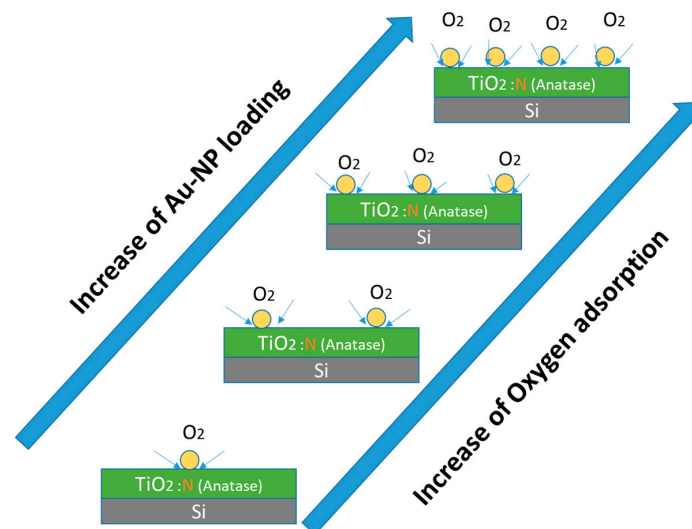 O2 O2 O2 O2
TiO2 :N (Anatase)
Si
Increase of Au-NP loading
O2 O2 O2
TiO2 :N (Anatase)
Si
O2 O2
TiO2 :N (Anatase)
Si
Increase of Oxygen adsorption
O2
TiO2 :N (Anatase)
Si